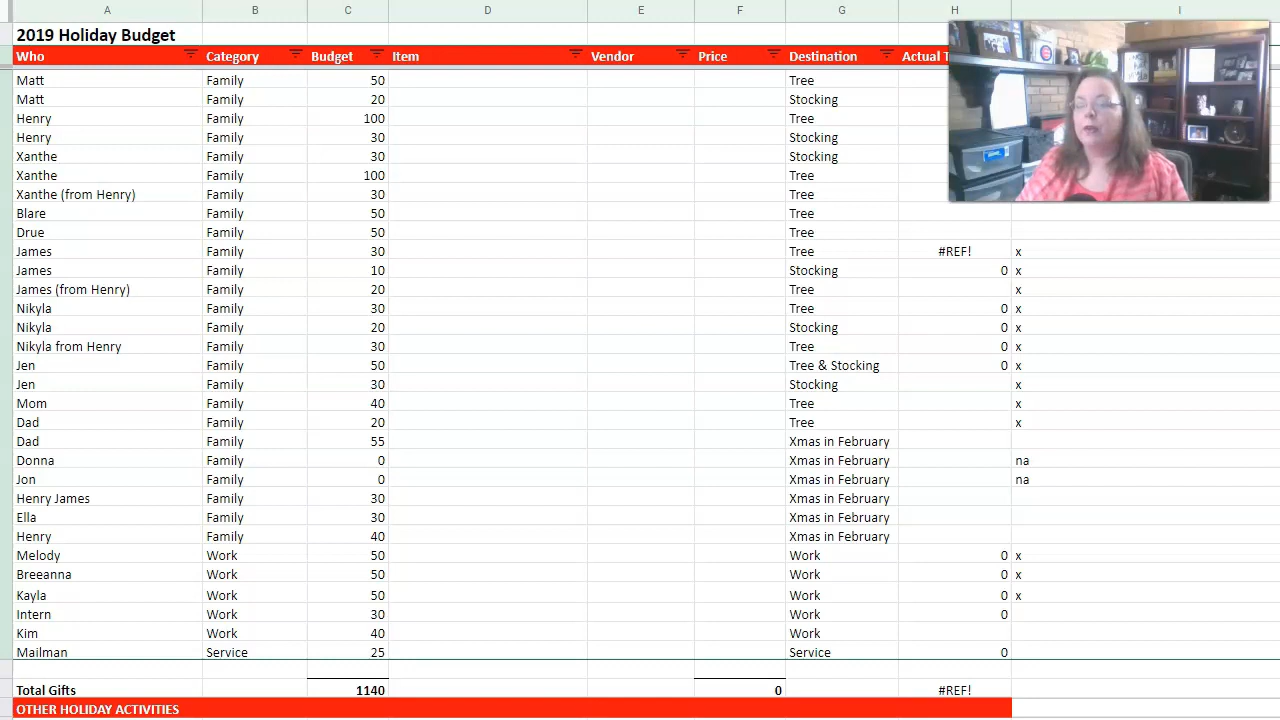 A B C D E F G H I
2019 Holiday Budget
Who Category Budget Item Vendor Price Destination Actual T
Matt Family 50 Tree
Matt Family 20 Stocking
Henry Family 100 Tree
Henry Family 30 Stocking
Xanthe Family 30 Stocking
Xanthe Family 100 Tree
Xanthe (from Henry) Family 30 Tree
Blare Family 50 Tree
Drue Family 50 Tree
James Family 30 Tree #REF! x
James Family 10 Stocking 0 x
James (from Henry) Family 20 Tree x
Nikyla Family 30 Tree 0 x
Nikyla Family 20 Stocking 0 x
Nikyla from Henry Family 30 Tree 0 x
Jen Family 50 Tree & Stocking 0 x
Jen Family 30 Stocking x
Mom Family 40 Tree x
Dad Family 20 Tree x
Dad Family 55 Xmas in February
Donna Family 0 Xmas in February na
Jon Family 0 Xmas in February na
Henry James Family 30 Xmas in February
Ella Family 30 Xmas in February
Henry Family 40 Xmas in February
Melody Work 50 Work 0 x
Breeanna Work 50 Work 0 x
Kayla Work 50 Work 0 x
Intern Work 30 Work 0
Kim Work 40 Work
Mailman Service 25 Service 0
Total Gifts 1140 0 #REF!
OTHER HOLIDAY ACTIVITIES